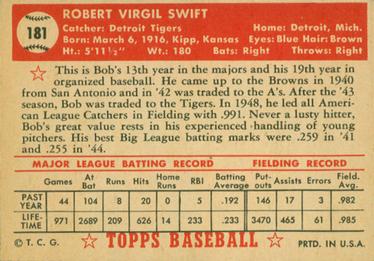 181
ROBERT VIRGIL SWIFT
Catcher: Detroit Tigers Home: Detroit, Mich.
Born: March 6, 1916, Kipp, Kansas Eyes: Blue Hair: Brown
Ht: 5'11½" Wt: 180 Bats: Right Throws: Right
This is Bob's 13th year in the majors and his 19th year in
organized baseball. He came up to the Browns in 1940
from San Antonio and in '42 was traded to the A's. After the '43
season, Bob was traded to the Tigers. In 1948, he led all Amer-
ican League Catchers in Fielding with .991. Never a lusty hitter,
Bob's great value rests in his experienced handling of young
pitchers. His best Big League batting marks were .259 in '41
and .255 in '44.
MAJOR LEAGUE BATTING RECORD FIELDING RECORD
Games At Bat Runs Hits Home Runs RBI Batting Average Put-outs Assists Errors Field. Avg.
PAST YEAR 44 104 8 20 0 5 .192 146 17 3 .982
LIFE-TIME 971 2689 209 626 14 233 .233 3470 465 61 .985
© T. C. G. TOPPS BASEBALL PRTD. IN U.S.A.